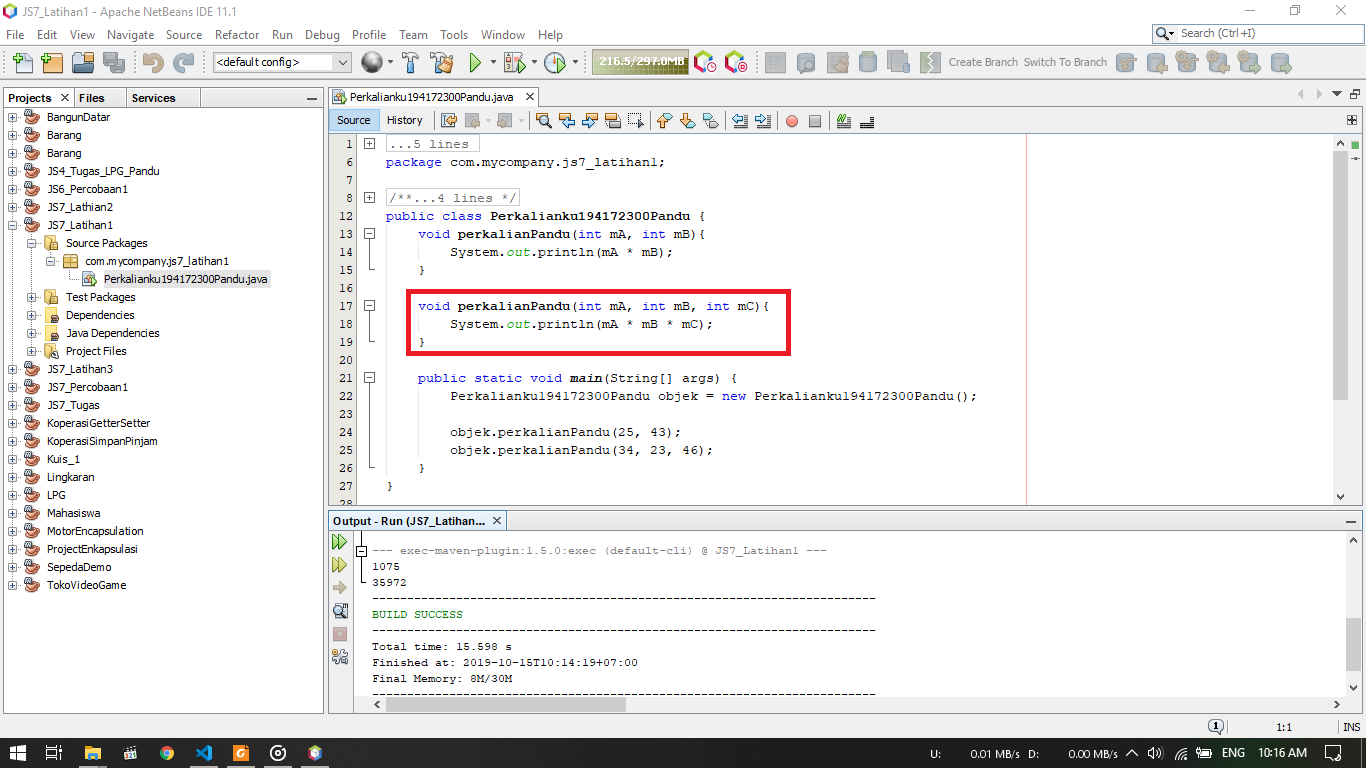 JS7_Latihan1 - Apache NetBeans IDE 11.1
File Edit View Navigate Source Refactor Run Debug Profile Team Tools Window Help
Search (Ctrl+I)
<default config>
216.5/297.0MB
Create Branch Switch To Branch
Projects Files Services
BangunDatar
Barang
Barang
JS4_Tugas_LPG_Pandu
JS6_Percobaan1
JS7_Lathian2
JS7_Latihan1
Source Packages
com.mycompany.js7_latihan1
Perkalianku194172300Pandu.java
Test Packages
Dependencies
Java Dependencies
Project Files
JS7_Latihan3
JS7_Percobaan1
JS7_Tugas
KoperasiGetterSetter
KoperasiSimpanPinjam
Kuis_1
Lingkaran
LPG
Mahasiswa
MotorEncapsulation
ProjectEnkapsulasi
SepedaDemo
TokoVideoGame
Perkalianku194172300Pandu.java
Source History
1 ...5 lines
6 package com.mycompany.js7_latihan1;
7
8 /**...4 lines */
12 public class Perkalianku194172300Pandu {
13 void perkalianPandu(int mA, int mB){
14 System.out.println(mA * mB);
15 }
16
17 void perkalianPandu(int mA, int mB, int mC){
18 System.out.println(mA * mB * mC);
19 }
20
21 public static void main(String[] args) {
22 Perkalianku194172300Pandu objek = new Perkalianku194172300Pandu();
23
24 objek.perkalianPandu(25, 43);
25 objek.perkalianPandu(34, 23, 46);
26 }
27 }
28
Output - Run (JS7_Latihan...
--- exec-maven-plugin:1.5.0:exec (default-cli) @ JS7_Latihan1 ---
1075
35972
------------------------------------------------------------------------
BUILD SUCCESS
------------------------------------------------------------------------
Total time: 15.598 s
Finished at: 2019-10-15T10:14:19+07:00
Final Memory: 8M/30M
------------------------------------------------------------------------
1 1:1 INS
U: 0.01 MB/s D: 0.00 MB/s ENG 10:16 AM